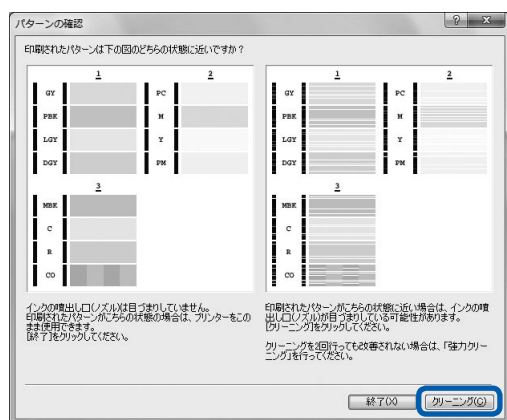 パターンの確認
印刷されたパターンは下の図のどちらの状態に近いですか？
1 2
GY PC
PBK M
LGY Y
DGY PM
3
MBK
C
R
CO
1 2
GY PC
PBK M
LGY Y
DGY PM
3
MBK
C
R
CO
インクの噴出し口(ノズル)は目づまりしていません。
印刷されたパターンがこちらの状態の場合は、プリンターをこの
まま使用できます。
[終了]をクリックしてください。
印刷されたパターンがこちらの状態に近い場合は、インクの噴
出し口(ノズル)が目づまりしている可能性があります。
[クリーニング]をクリックしてください。
クリーニングを2回行っても改善されない場合は、「強力クリー
ニング」を行ってください。
終了(X) クリーニング(C)